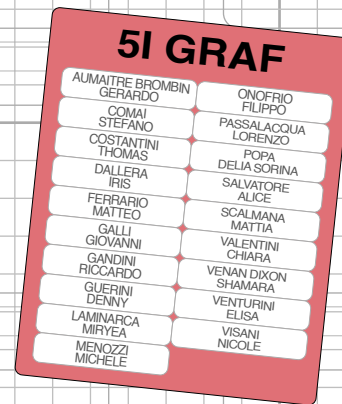 5I GRAF
AUMAITRE BROMBIN
GERARDO
COMAI
STEFANO
COSTANTINI
THOMAS
DALLERA
IRIS
FERRARIO
MATTEO
GALLI
GIOVANNI
GANDINI
RICCARDO
GUERINI
DENNY
LAMINARCA
MIRYEA
MENOZZI
MICHELE
ONOFRIO
FILIPPO
PASSALACQUA
LORENZO
POPA
DELIA SORINA
SALVATORE
ALICE
SCALMANA
MATTIA
VALENTINI
CHIARA
VENAN DIXON
SHAMARA
VENTURINI
ELISA
VISANI
NICOLE